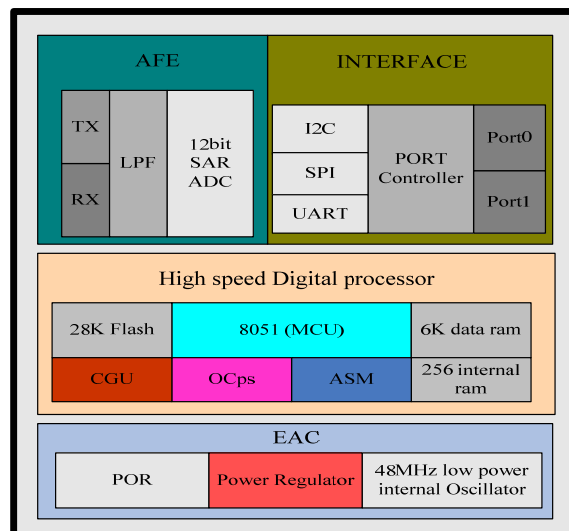 AFE
INTERFACE
TX
RX
LPF
12bit
SAR
ADC
I2C
SPI
UART
PORT
Controller
Port0
Port1
High speed Digital processor
28K Flash
8051 (MCU)
6K data ram
CGU
OCps
ASM
256 internal
ram
EAC
POR
Power Regulator
48MHz low power
internal Oscillator